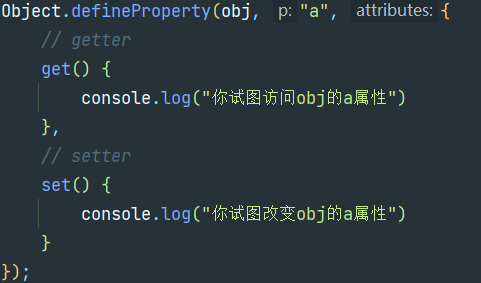 Object.defineProperty(obj, p: "a", attributes: {
// getter
get() {
console.log("你试图访问obj的a属性")
},
// setter
set() {
console.log("你试图改变obj的a属性")
}
});